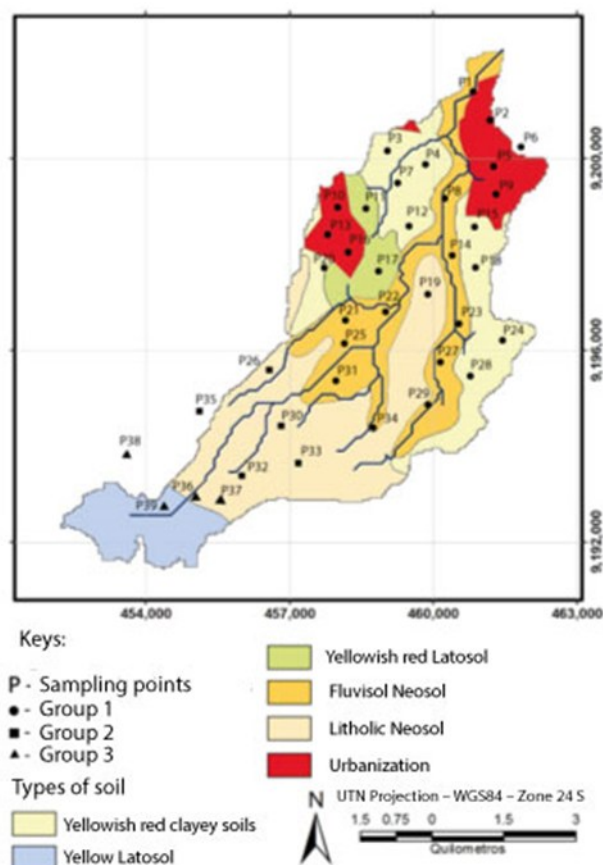 P1
P2
P3
P6
P4
P5
P7
P9
P10
P1
P8
P12
P13
P15
P16
P14
P20
P17
P18
P19
P22
P21
P23
P24
P25
P27
P26
P28
P31
P35
P29
P30
P34
P38
P33
P32
P36
P37
P39
9,200,000
9,196,000
9,192,000
454,000 457,000 460,000 463,000
Keys:
P - Sampling points
● - Group 1
■ - Group 2
▲ - Group 3
Types of soil
Yellowish red clayey soils
Yellow Latosol
Yellowish red Latosol
Fluvisol Neosol
Litholic Neosol
Urbanization
N
UTN Projection – WGS84 – Zone 24 S
1.5 0.75 0 1.5 3
Quilometros